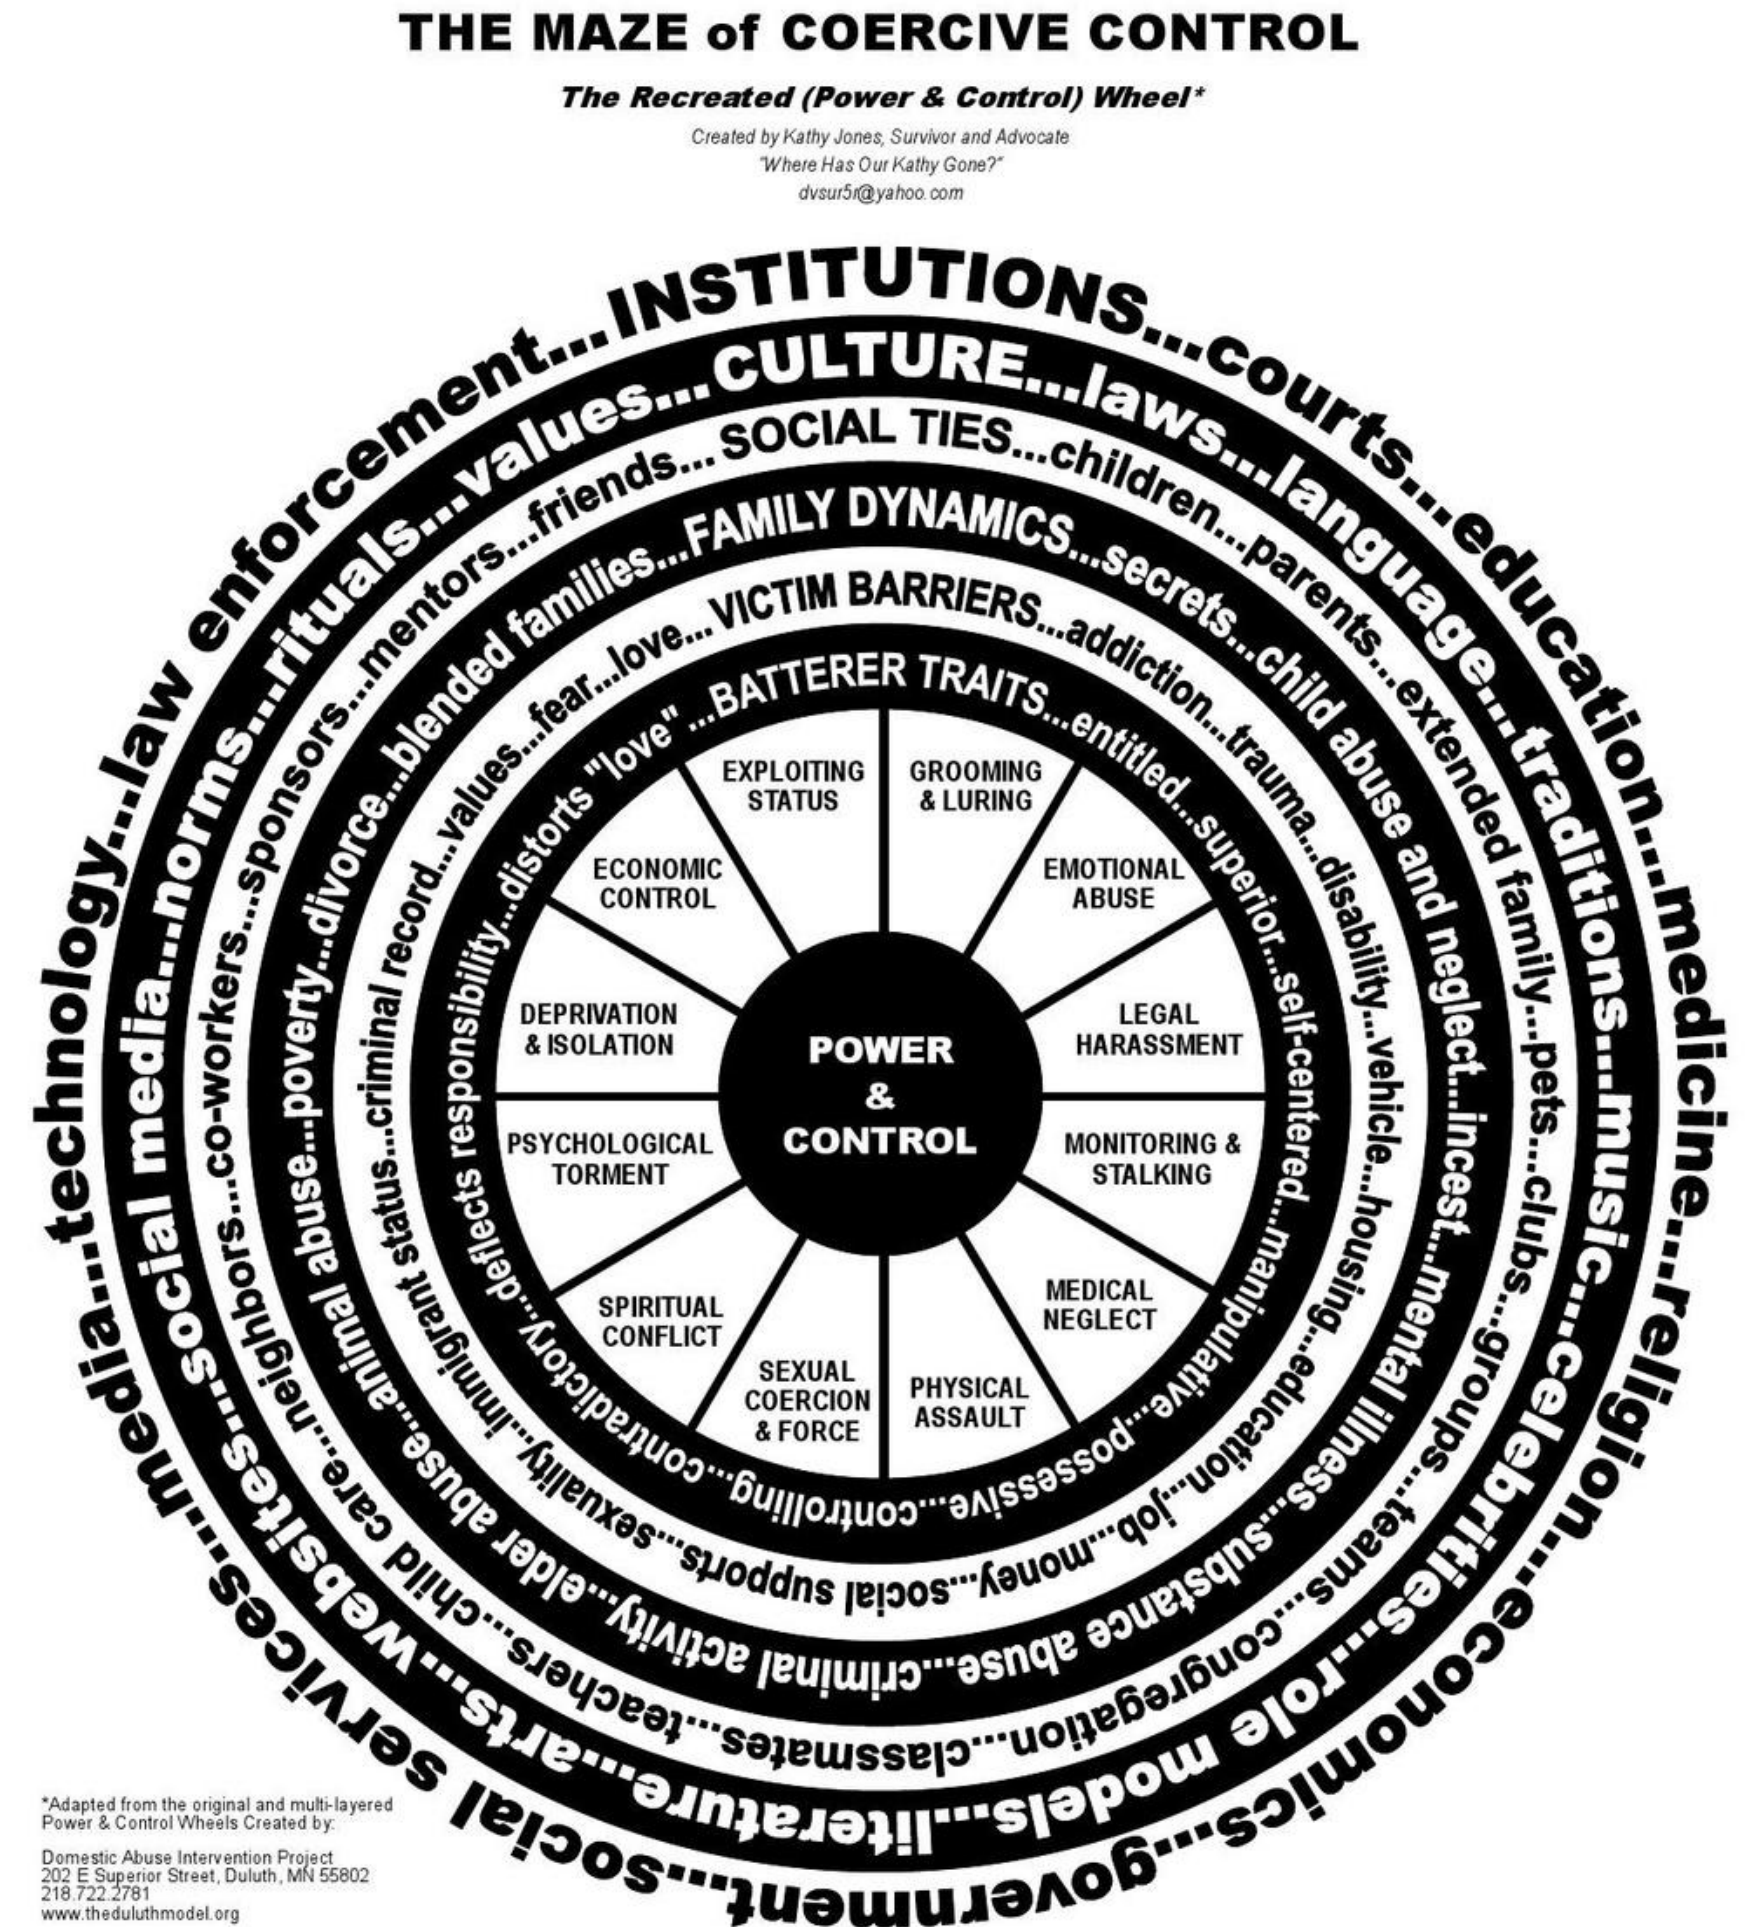 THE MAZE of COERCIVE CONTROL
The Recreated (Power & Control) Wheel*
Created by Kathy Jones, Survivor and Advocate
"Where Has Our Kathy Gone?"
dvsur5r@yahoo.com
INSTITUTIONS...courts...education...medicine...religion...economics...government...social services...media...technology...law enforcement...
CULTURE...laws...language...traditions...music...celebrities...role models...literature...arts...websites...social media...norms...rituals...values...
SOCIAL TIES...children...parents...extended family...pets...clubs...groups...teams...congregation...classmates...teachers...child care...neighbors...co-workers...sponsors...mentors...friends...
FAMILY DYNAMICS...secrets...child abuse and neglect...incest...mental illness...substance abuse...criminal activity...elder abuse...animal abuse...poverty...divorce...blended families...
VICTIM BARRIERS...addiction...trauma...disability...vehicle...housing...education...job...money...social supports...sexuality...immigrant status...criminal record...values...fear...love...
BATTERER TRAITS...entitled...superior...self-centered...manipulative...possessive...controlling...contradictory...deflects responsibility...distorts "love" ...
EXPLOITING
STATUS
GROOMING
& LURING
ECONOMIC
CONTROL
EMOTIONAL
ABUSE
DEPRIVATION
& ISOLATION
LEGAL
HARASSMENT
POWER
&
CONTROL
PSYCHOLOGICAL
TORMENT
MONITORING &
STALKING
SPIRITUAL
CONFLICT
MEDICAL
NEGLECT
SEXUAL
COERCION
& FORCE
PHYSICAL
ASSAULT
*Adapted from the original and multi-layered
Power & Control Wheels Created by:
Domestic Abuse Intervention Project
202 E Superior Street, Duluth, MN 55802
218.722.2781
www.theduluthmodel.org